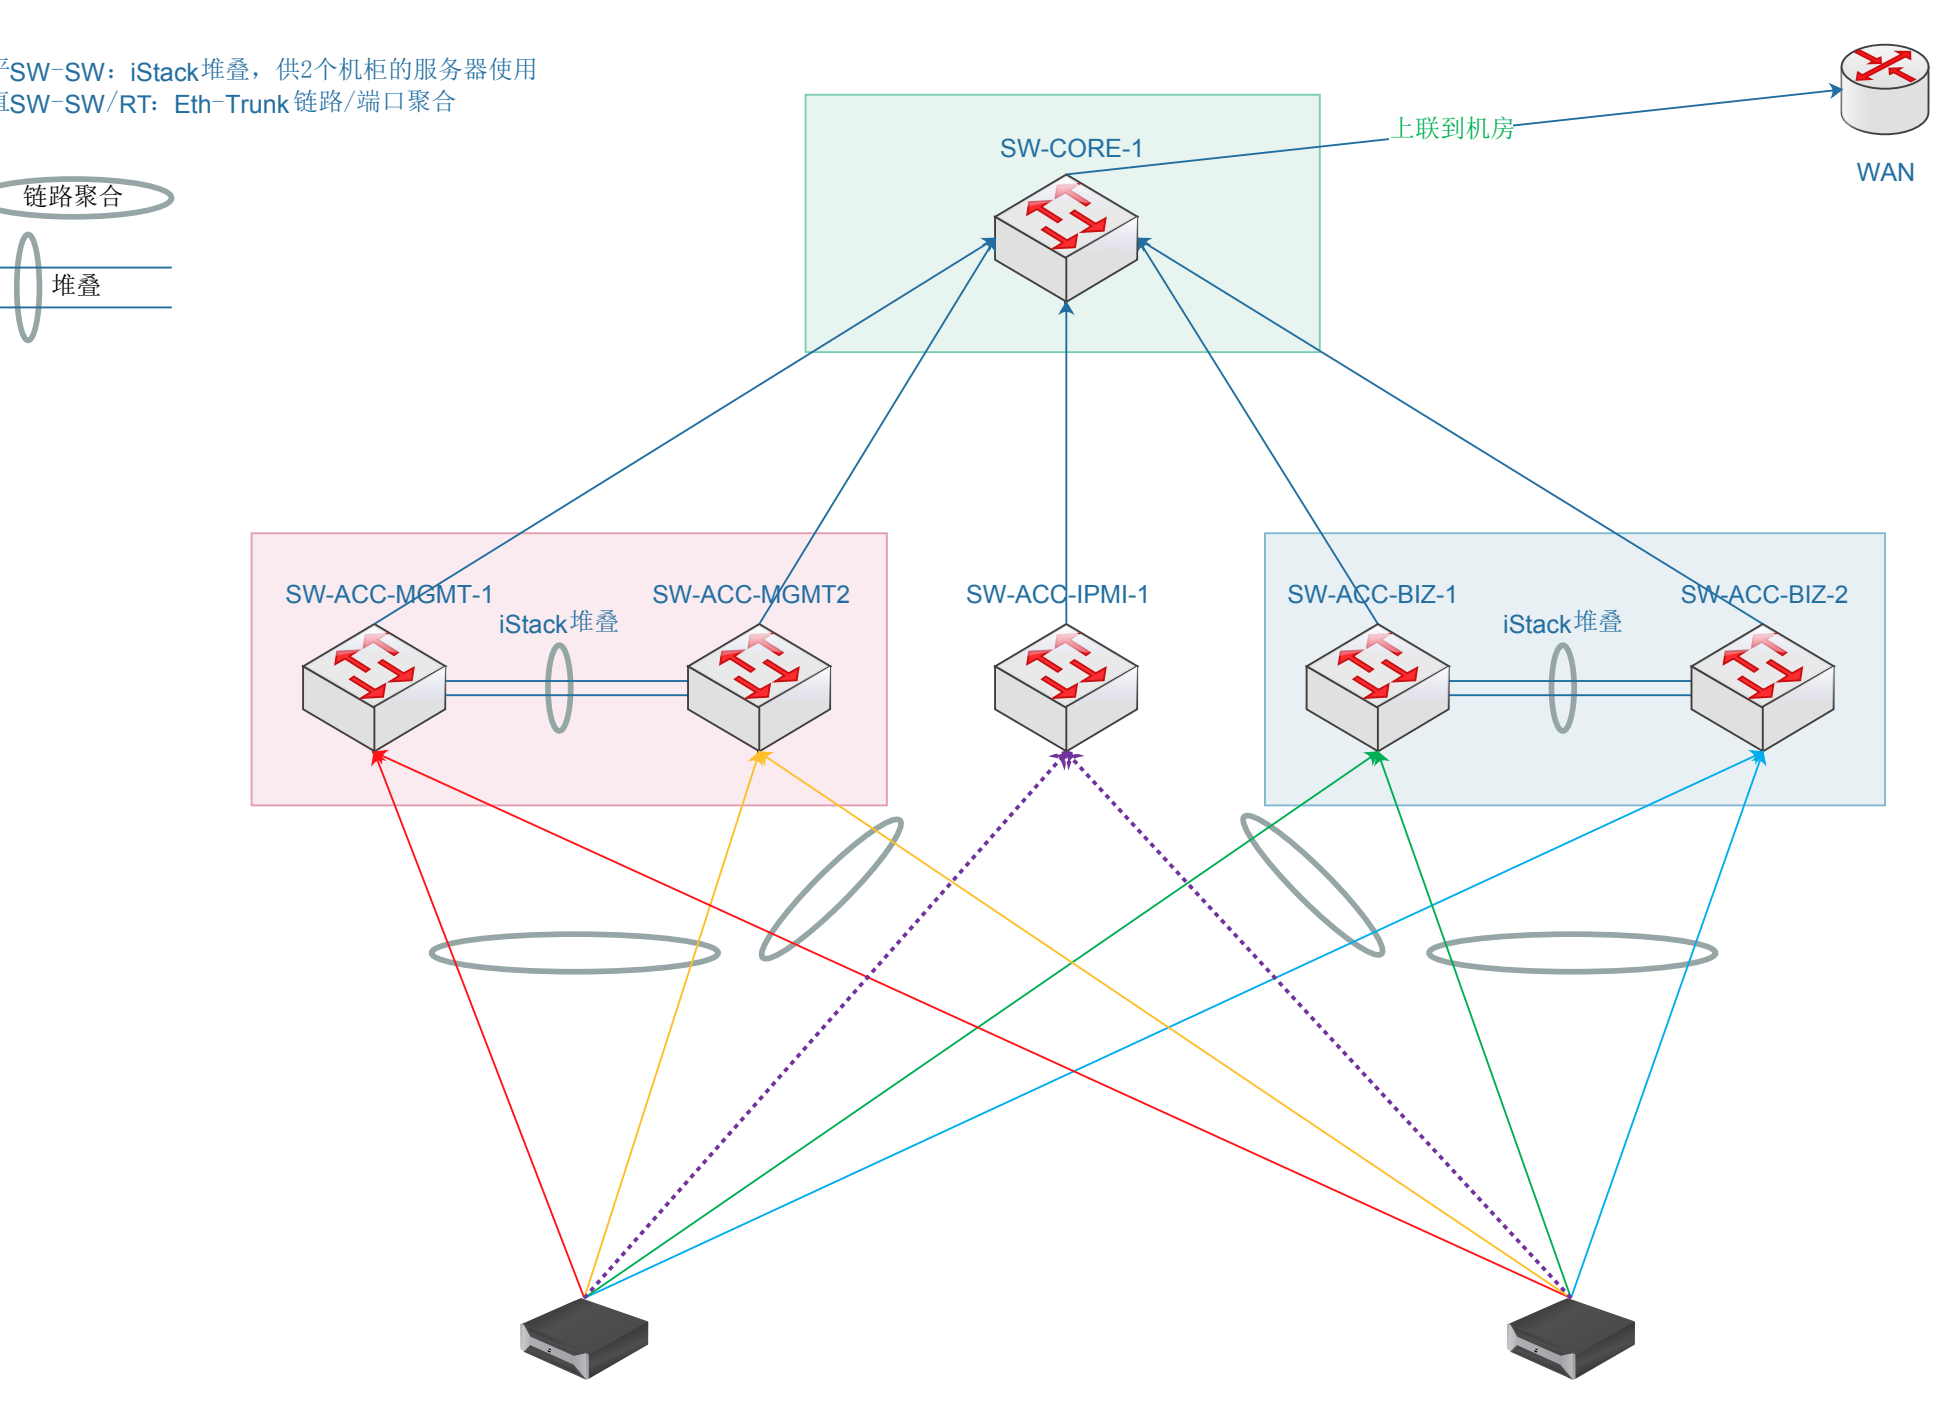 SW-SW：iStack堆叠，供2个机柜的服务器使用
SW-SW/RT：Eth-Trunk链路/端口聚合
链路聚合
堆叠
SW-CORE-1
上联到机房
WAN
SW-ACC-MGMT-1
SW-ACC-MGMT2
SW-ACC-IPMI-1
SW-ACC-BIZ-1
SW-ACC-BIZ-2
iStack堆叠
iStack堆叠